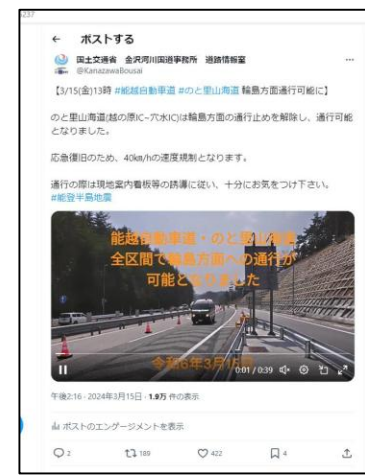 5237
← ポストする
国土交通省 金沢河川国道事務所 道路情報室
@KanazawaBousai
【3/15(金)13時 #能越自動車道 #のと里山海道 輪島方面通行可能に】
のと里山海道(越の原IC~穴水IC)は輪島方面の通行止めを解除し、通行可能
となりました。
応急復旧のため、40km/hの速度規制となります。
通行の際は現地案内看板等の誘導に従い、十分にお気をつけ下さい。
#能登半島地震
能越自動車道・のと里山海道
全区間で輪島方面への通行が
可能となりました
令和6年3月15日
0:01 / 0:39
午後2:16 · 2024年3月15日 · 1.9万 件の表示
ポストのエンゲージメントを表示
2 189 422 4